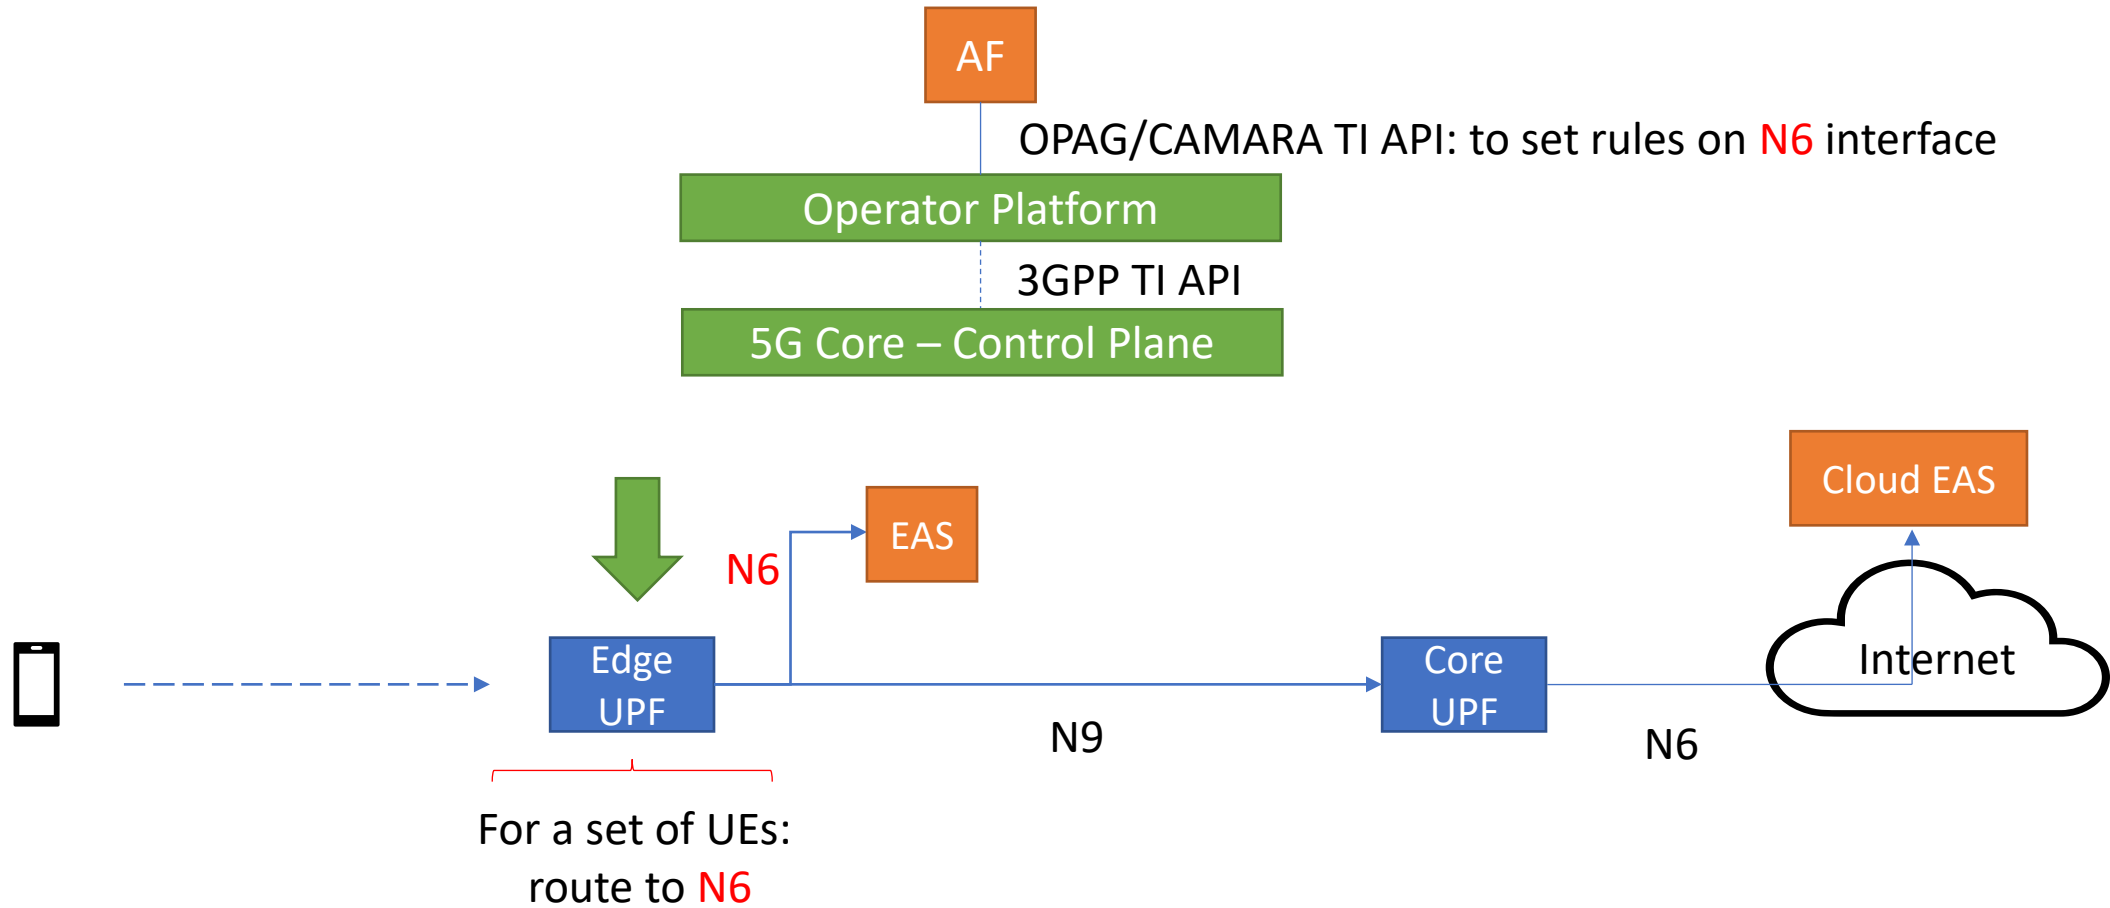 AF
OPAG/CAMARA TI API: to set rules on N6 interface
Operator Platform
3GPP TI API
5G Core – Control Plane
Cloud EAS
EAS
N6
Edge
UPF
Core
UPF
Internet
N9
N6
For a set of UEs:
route to N6